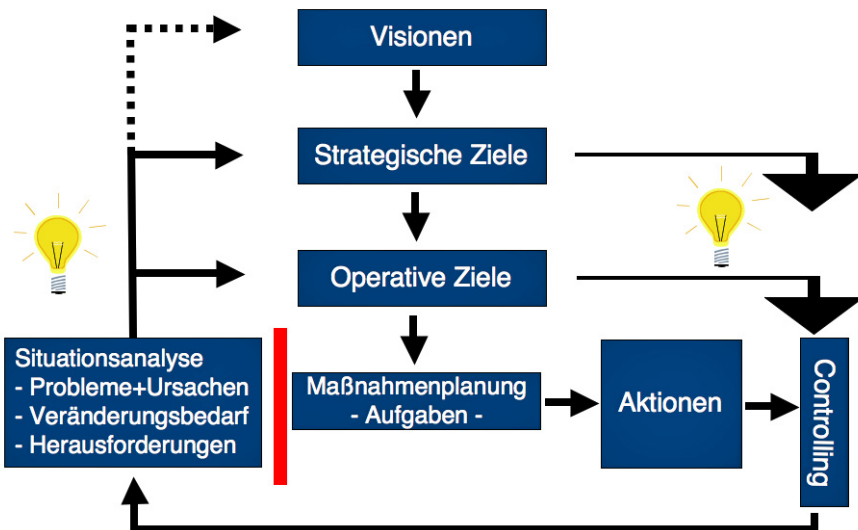 Visionen
Strategische Ziele
Operative Ziele
Situationsanalyse
- Probleme+Ursachen
- Veränderungsbedarf
- Herausforderungen
Maßnahmenplanung
- Aufgaben -
Aktionen
Controlling